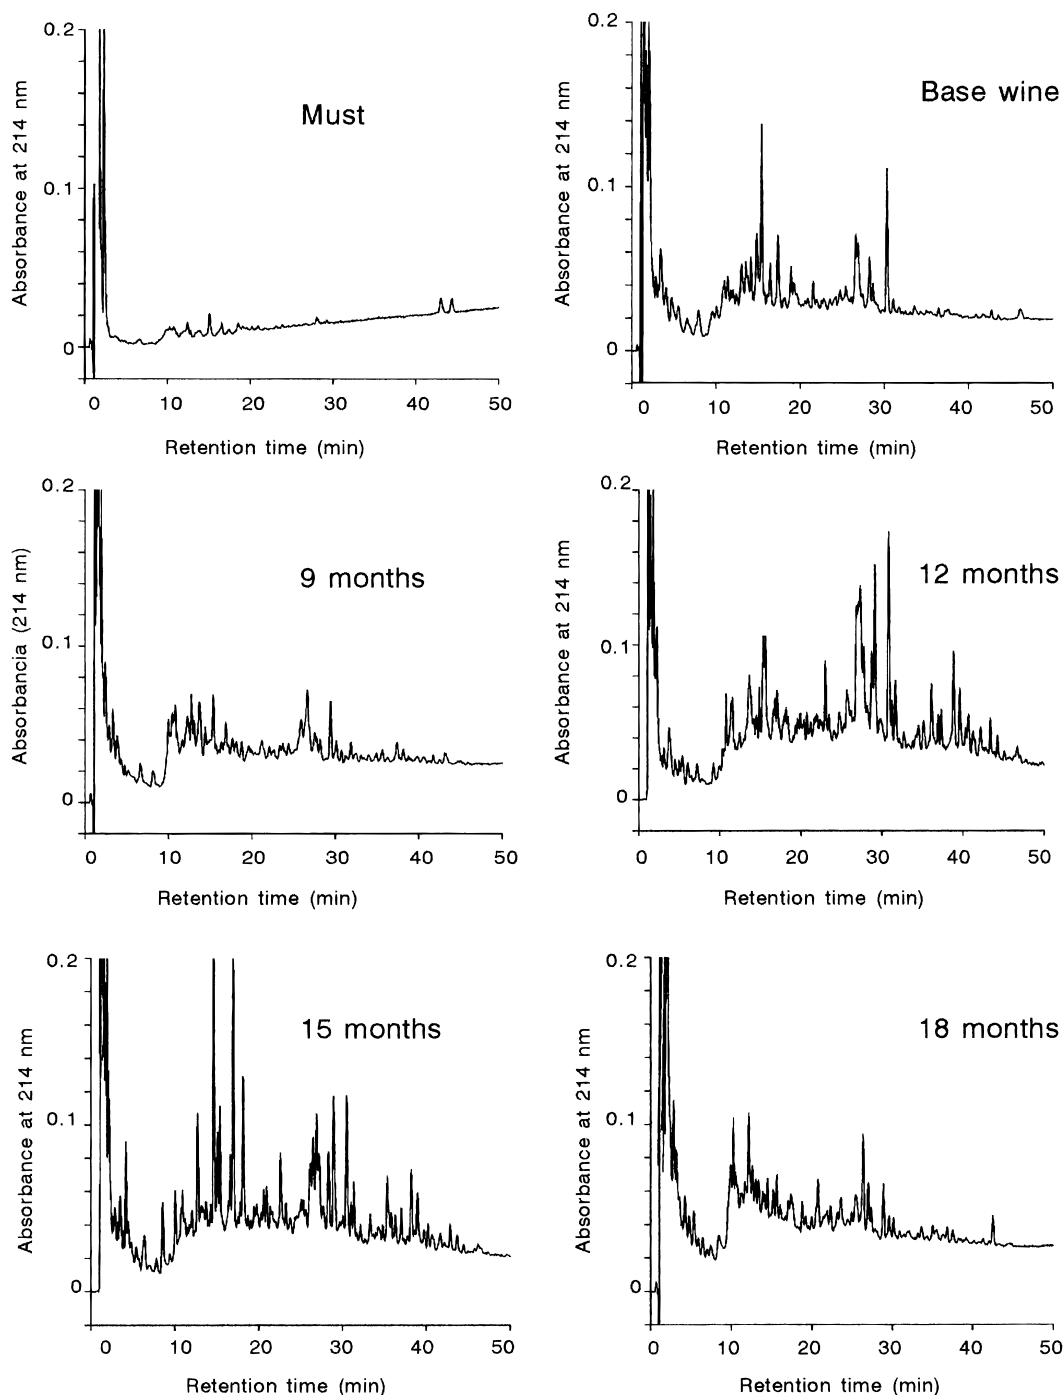 0.2
0.1
0
Absorbance at 214 nm
Must
0 10 20 30 40 50
Retention time (min)
0.2
0.1
0
Absorbance at 214 nm
Base wine
0 10 20 30 40 50
Retention time (min)
0.2
0.1
0
Absorbancia (214 nm)
9 months
0 10 20 30 40 50
Retention time (min)
0.2
0.1
0
Absorbance at 214 nm
12 months
0 10 20 30 40 50
Retention time (min)
0.2
0.1
0
Absorbance at 214 nm
15 months
0 10 20 30 40 50
Retention time (min)
0.2
0.1
0
Absorbance at 214 nm
18 months
0 10 20 30 40 50
Retention time (min)